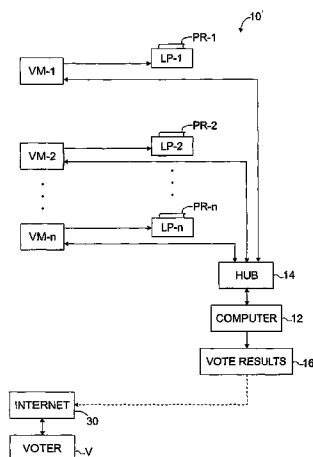 10'
PR-1
LP-1
VM-1
PR-2
LP-2
VM-2
PR-n
LP-n
VM-n
HUB
14
COMPUTER
12
VOTE RESULTS
16
INTERNET
30
VOTER
V